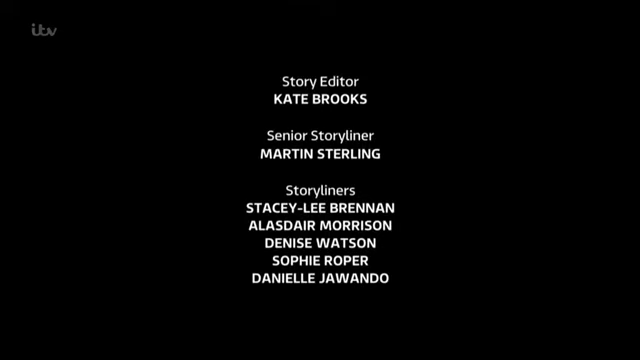 itv
Story Editor
KATE BROOKS
Senior Storyliner
MARTIN STERLING
Storyliners
STACEY-LEE BRENNAN
ALASDAIR MORRISON
DENISE WATSON
SOPHIE ROPER
DANIELLE JAWANDO